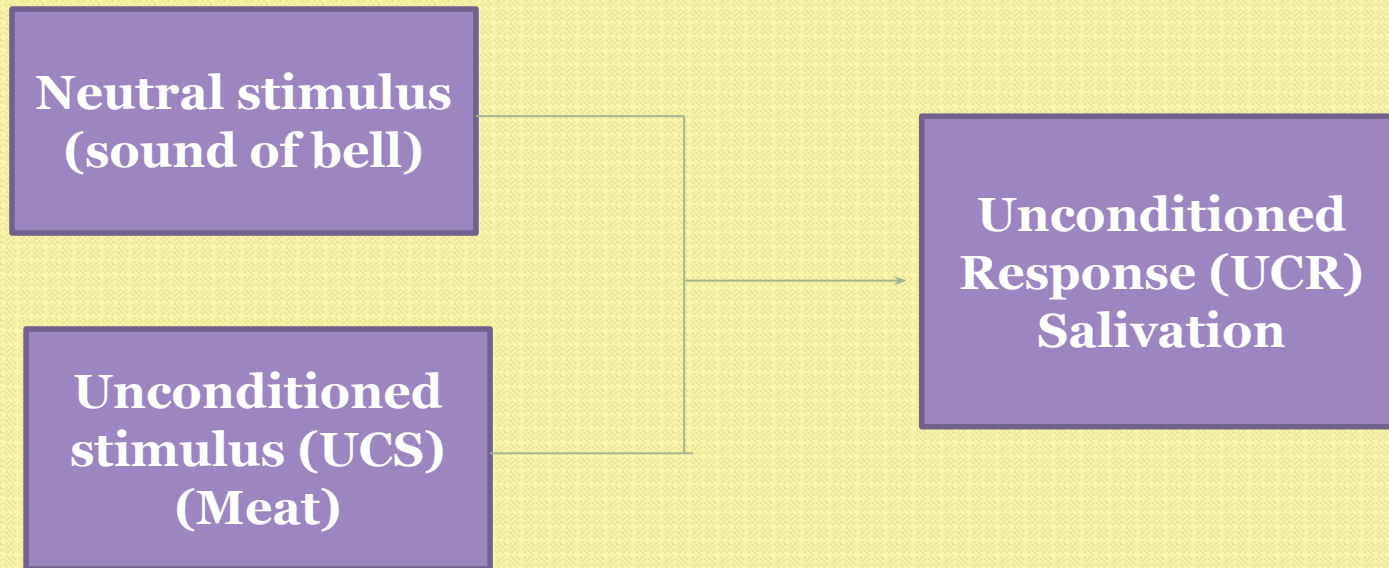 Neutral stimulus
(sound of bell)
Unconditioned
stimulus (UCS)
(Meat)
Unconditioned
Response (UCR)
Salivation